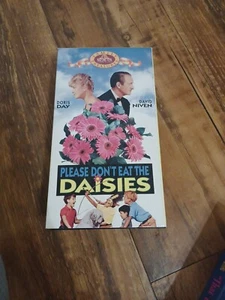 DORIS
DAY
DAVID
NIVEN
PLEASE DON'T EAT THE
DAISIES